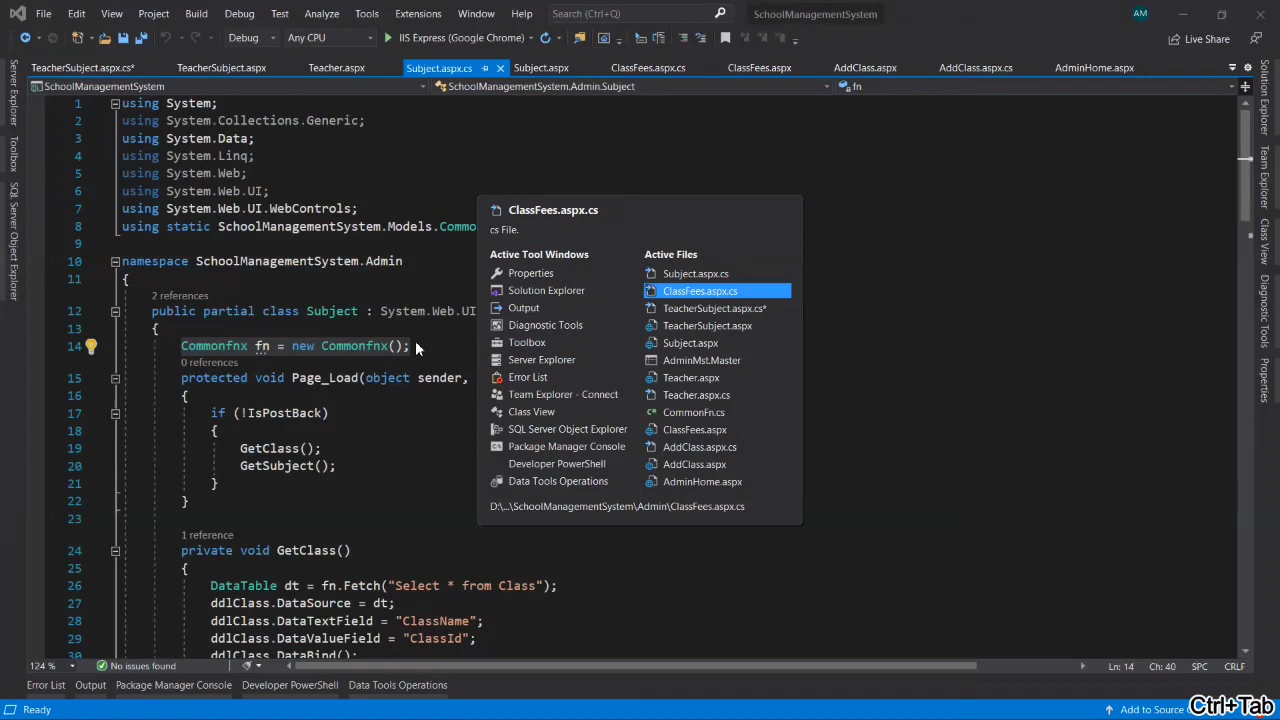 File Edit View Project Build Debug Test Analyze Tools Extensions Window Help Search (Ctrl+Q) SchoolManagementSystem AM
Debug Any CPU IIS Express (Google Chrome) Live Share
TeacherSubject.aspx.cs* TeacherSubject.aspx Teacher.aspx Subject.aspx.cs Subject.aspx ClassFees.aspx.cs ClassFees.aspx AddClass.aspx AddClass.aspx.cs AdminHome.aspx
SchoolManagementSystem SchoolManagementSystem.Admin.Subject fn
Server Explorer
Toolbox
SQL Server Object Explorer
1 using System;
2 using System.Collections.Generic;
3 using System.Data;
4 using System.Linq;
5 using System.Web;
6 using System.Web.UI;
7 using System.Web.UI.WebControls;
8 using static SchoolManagementSystem.Models.Commo
9
10 namespace SchoolManagementSystem.Admin
11 {
2 references
12 public partial class Subject : System.Web.UI
13 {
14 Commonfnx fn = new Commonfnx();
0 references
15 protected void Page_Load(object sender,
16 {
17 if (!IsPostBack)
18 {
19 GetClass();
20 GetSubject();
21 }
22 }
23
1 reference
24 private void GetClass()
25 {
26 DataTable dt = fn.Fetch("Select * from Class");
27 ddlClass.DataSource = dt;
28 ddlClass.DataTextField = "ClassName";
29 ddlClass.DataValueField = "ClassId";
30 ddlClass.DataBind();
ClassFees.aspx.cs
cs File.
Active Tool Windows
Properties
Solution Explorer
Output
Diagnostic Tools
Toolbox
Server Explorer
Error List
Team Explorer - Connect
Class View
SQL Server Object Explorer
Package Manager Console
Developer PowerShell
Data Tools Operations
Active Files
Subject.aspx.cs
ClassFees.aspx.cs
TeacherSubject.aspx.cs*
TeacherSubject.aspx
Subject.aspx
AdminMst.Master
Teacher.aspx
Teacher.aspx.cs
CommonFn.cs
ClassFees.aspx
AddClass.aspx.cs
AddClass.aspx
AdminHome.aspx
D:\...\SchoolManagementSystem\Admin\ClassFees.aspx.cs
Solution Explorer
Team Explorer
Diagnostic Tools
Properties
124 % No issues found Ln: 14 Ch: 40 SPC CRLF
Error List Output Package Manager Console Developer PowerShell Data Tools Operations
Ready Add to Source C
Ctrl+Tab